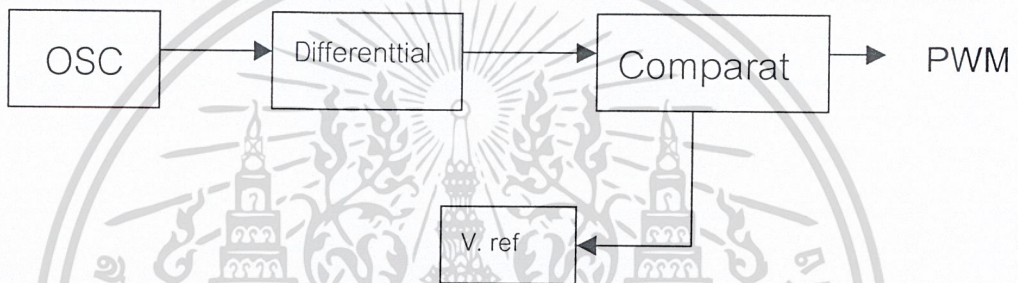 OSC
Differenttial
Comparat
PWM
V. ref